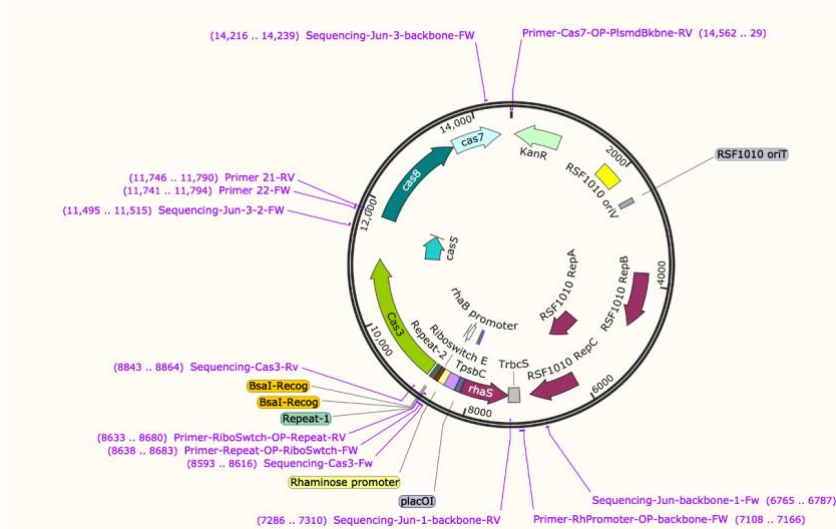 (14,216 .. 14,239) Sequencing-Jun-3-backbone-FW
Primer-Cas7-OP-PlsmdBkbne-RV (14,562 .. 29)
14,000
cas7
KanR
2000
RSF1010 oriT
RSF1010 oriV
(11,746 .. 11,790) Primer 21-RV
(11,741 .. 11,794) Primer 22-FW
(11,495 .. 11,515) Sequencing-Jun-3-2-FW
cas8
12,000
cas5
RSF1010 RepA
RSF1010 RepB
4000
Cas3
rhaB promoter
10,000
Repeat-2
Riboswitch E
TpsbC
TrbcS
RSF1010 RepC
rhaS
6000
8000
(8843 .. 8864) Sequencing-Cas3-Rv
BsaI-Recog
BsaI-Recog
Repeat-1
(8633 .. 8680) Primer-RiboSwtch-OP-Repeat-RV
(8638 .. 8683) Primer-Repeat-OP-RiboSwtch-FW
(8593 .. 8616) Sequencing-Cas3-Fw
Rhaminose promoter
placOI
Sequencing-Jun-backbone-1-Fw (6765 .. 6787)
(7286 .. 7310) Sequencing-Jun-1-backbone-RV
Primer-RhPromoter-OP-backbone-FW (7108 .. 7166)